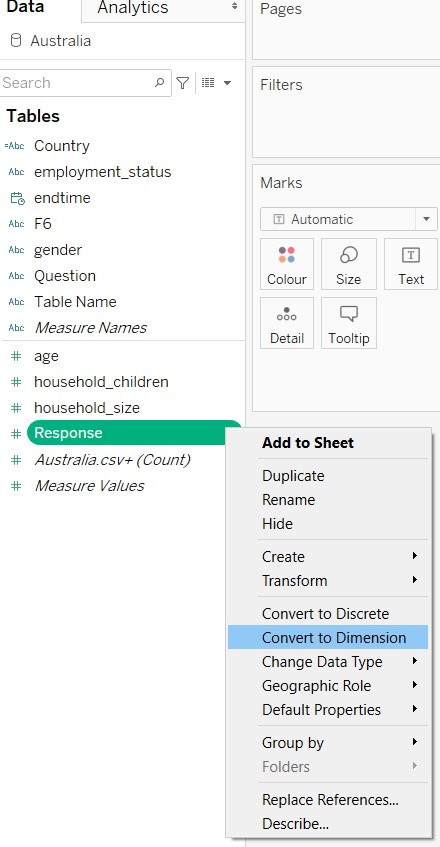 Data
Analytics
Australia
Search
Tables
=Abc Country
Abc employment_status
endtime
Abc F6
Abc gender
Abc Question
Abc Table Name
Abc Measure Names
# age
# household_children
# household_size
# Response
# Australia.csv+ (Count)
# Measure Values
Pages
Filters
Marks
T Automatic
Colour
Size
T Text
Detail
Tooltip
Add to Sheet
Duplicate
Rename
Hide
Create
Transform
Convert to Discrete
Convert to Dimension
Change Data Type
Geographic Role
Default Properties
Group by
Folders
Replace References...
Describe...